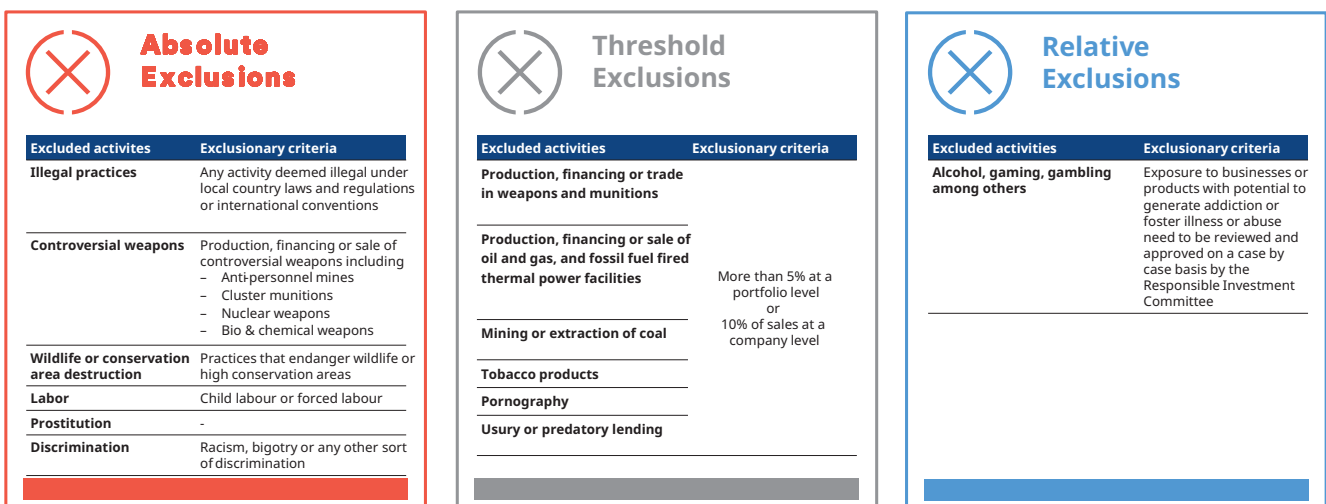 Absolute
Exclusions
Excluded activites Exclusionary criteria
Illegal practices Any activity deemed illegal under
local country laws and regulations
or international conventions
Controversial weapons Production, financing or sale of
controversial weapons including
– Anti-personnel mines
– Cluster munitions
– Nuclear weapons
– Bio & chemical weapons
Wildlife or conservation Practices that endanger wildlife or
area destruction high conservation areas
Labor Child labour or forced labour
Prostitution -
Discrimination Racism, bigotry or any other sort
of discrimination
Threshold
Exclusions
Excluded activities Exclusionary criteria
Production, financing or trade
in weapons and munitions
Production, financing or sale of
oil and gas, and fossil fuel fired
thermal power facilities
Mining or extraction of coal
Tobacco products
Pornography
Usury or predatory lending
More than 5% at a
portfolio level
or
10% of sales at a
company level
Relative
Exclusions
Excluded activities Exclusionary criteria
Alcohol, gaming, gambling Exposure to businesses or
among others products with potential to
generate addiction or
foster illness or abuse
need to be reviewed and
approved on a case by
case basis by the
Responsible Investment
Committee